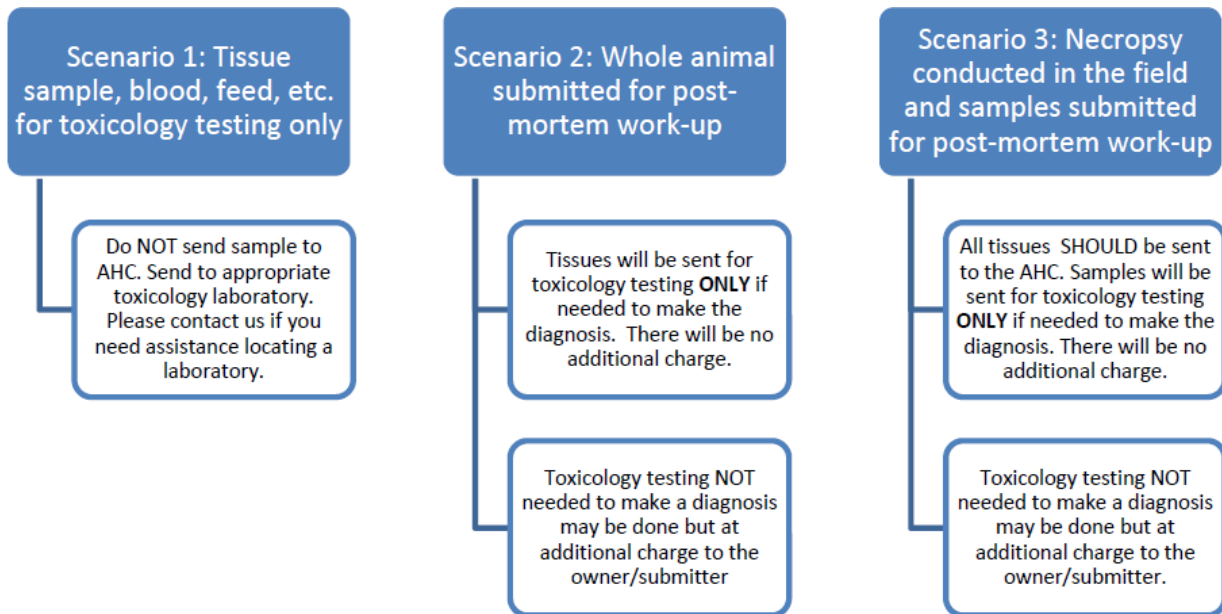 Scenario 1: Tissue
sample, blood, feed, etc.
for toxicology testing only
Do NOT send sample to
AHC. Send to appropriate
toxicology laboratory.
Please contact us if you
need assistance locating a
laboratory.
Scenario 2: Whole animal
submitted for post-
mortem work-up
Tissues will be sent for
toxicology testing ONLY if
needed to make the
diagnosis.  There will be no
additional charge.
Toxicology testing NOT
needed to make a diagnosis
may be done but at
additional charge to the
owner/submitter
Scenario 3: Necropsy
conducted in the field
and samples submitted
for post-mortem work-up
All tissues  SHOULD be sent
to the AHC. Samples will be
sent for toxicology testing
ONLY if needed to make the
diagnosis. There will be no
additional charge.
Toxicology testing NOT
needed to make a diagnosis
may be done but at
additional charge to the
owner/submitter.